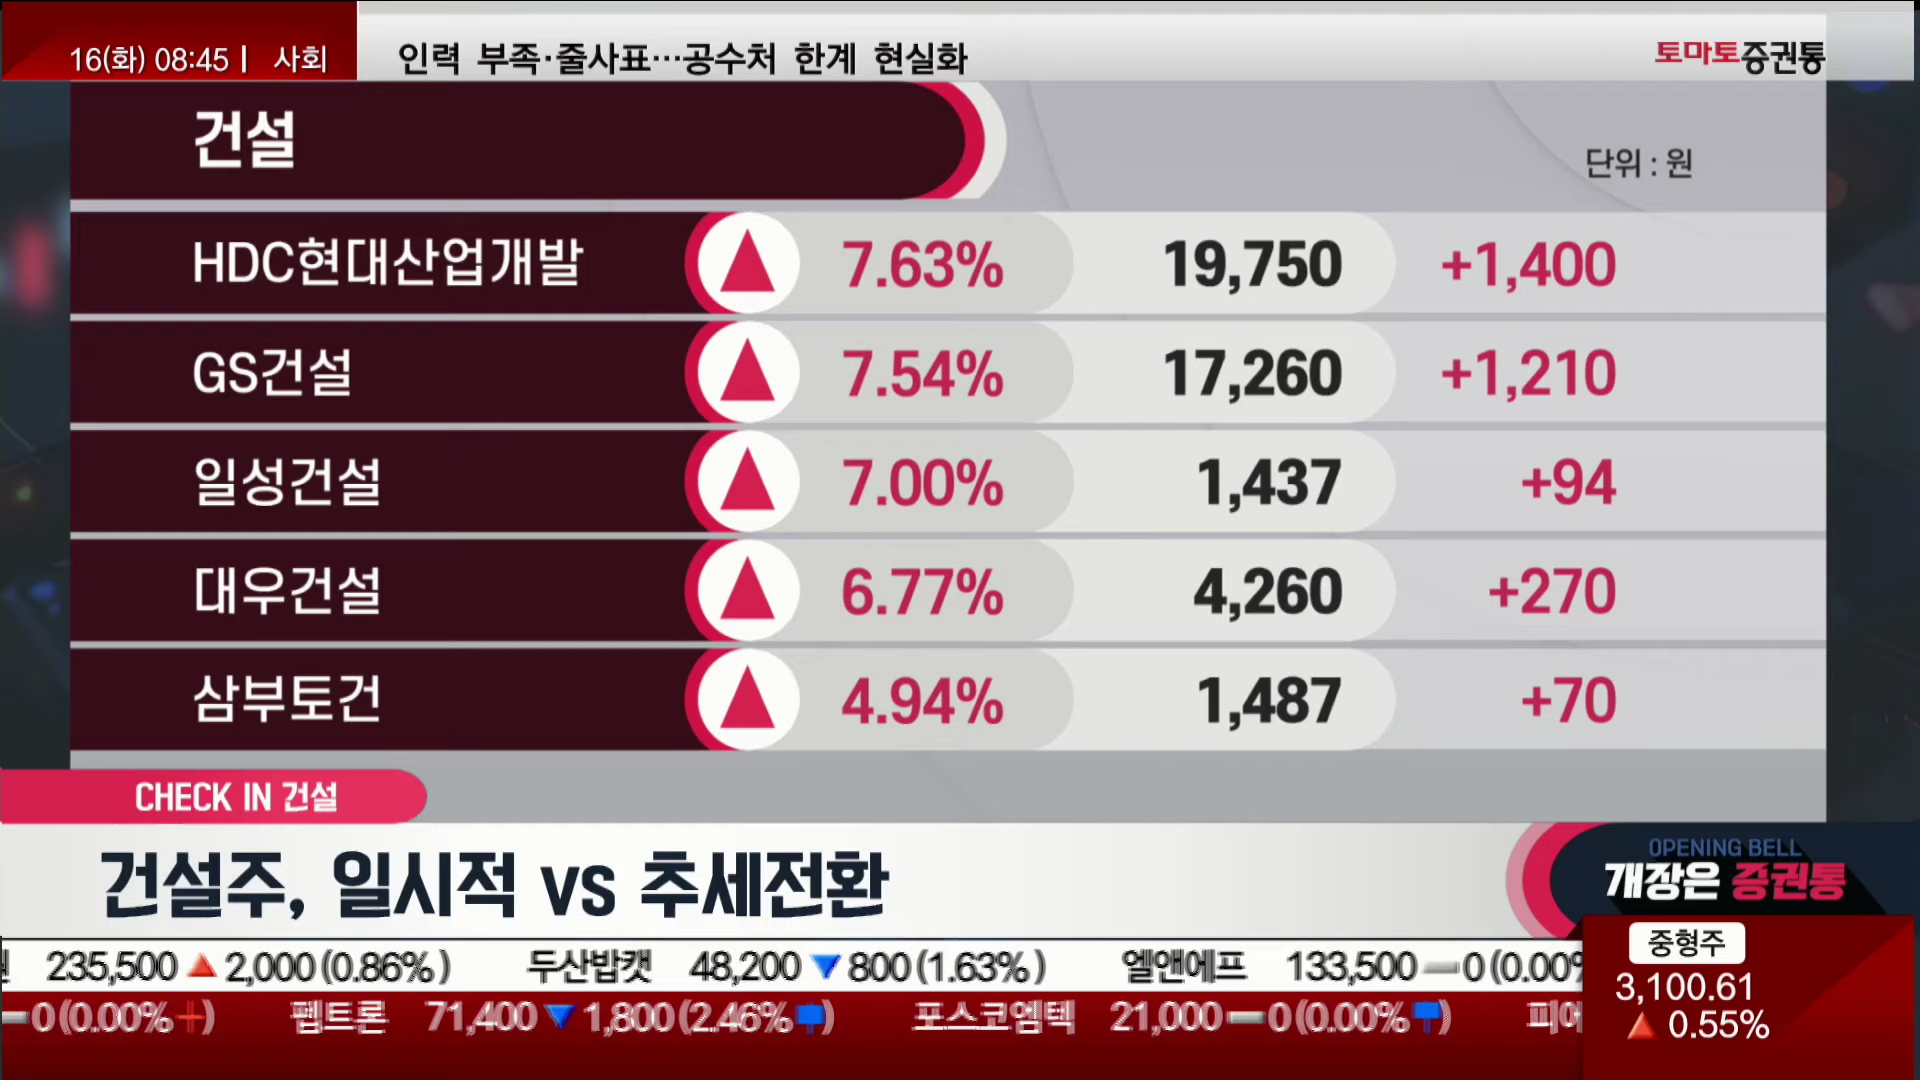 16(화) 08:45 | 사회 인력 부족·줄사표…공수처 한계 현실화 토마토증권통
건설
단위 : 원
HDC현대산업개발 ▲ 7.63% 19,750 +1,400
GS건설 ▲ 7.54% 17,260 +1,210
일성건설 ▲ 7.00% 1,437 +94
대우건설 ▲ 6.77% 4,260 +270
삼부토건 ▲ 4.94% 1,487 +70
CHECK IN 건설
건설주, 일시적 vs 추세전환
OPENING BELL
개장은 증권통
235,500 ▲ 2,000 (0.86%) 두산밥캣 48,200 ▼ 800 (1.63%) 엘앤에프 133,500 0 (0.00%
0(0.00%+) 펩트론 71,400 ▼ 1,800(2.46%) 포스코엠텍 21,000 0(0.00%)
중형주
3,100.61
▲ 0.55%